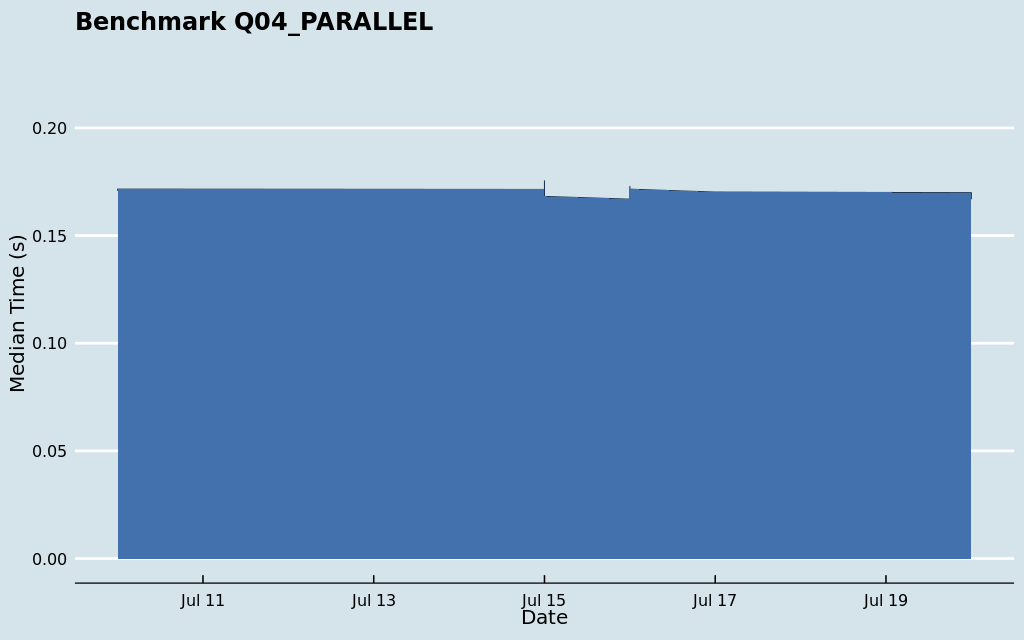 Benchmark Q04_PARALLEL
Median Time (s)
0.20
0.15
0.10
0.05
0.00
Jul 11
Jul 13
Jul 15
Jul 17
Jul 19
Date